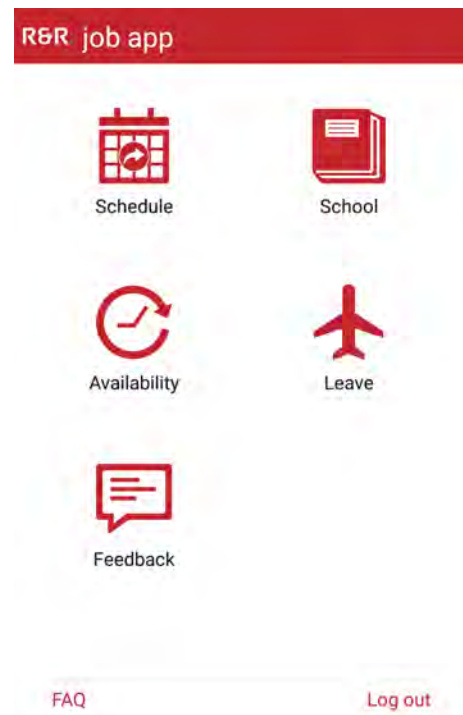 R&R job app
Schedule
School
Availability
Leave
Feedback
FAQ
Log out